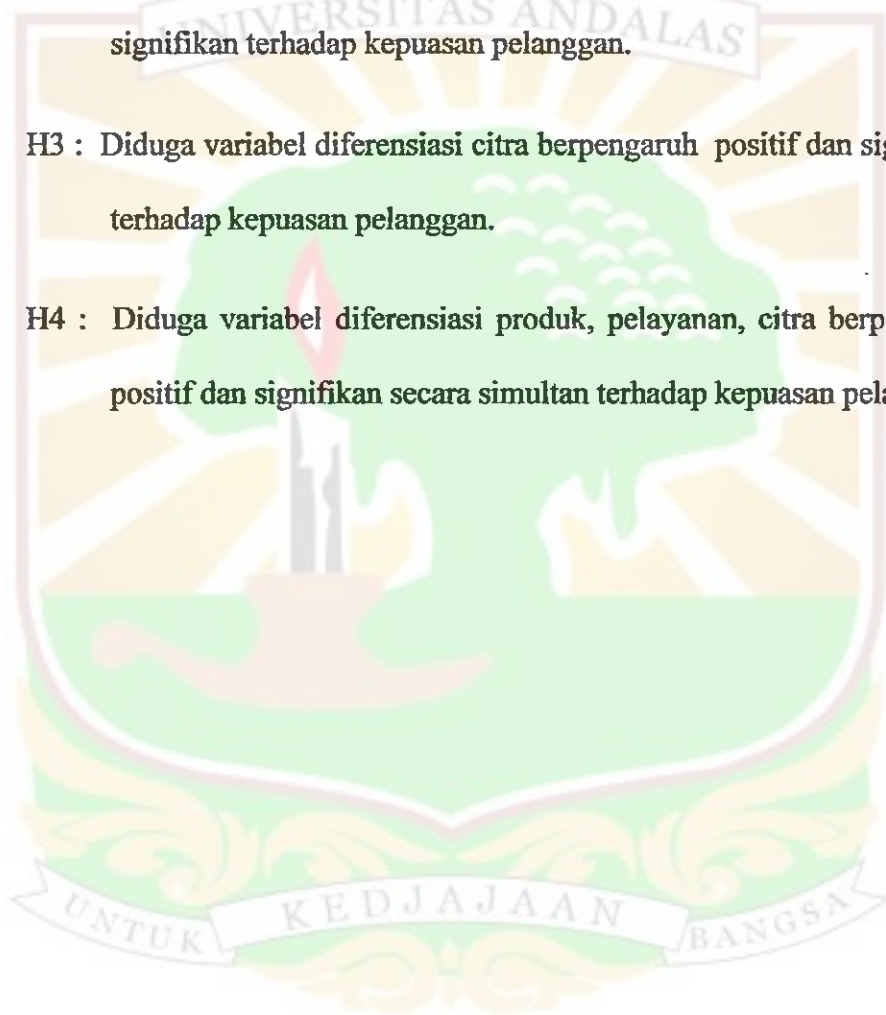 UNIVERSITAS ANDALAS
signifikan terhadap kepuasan pelanggan.
H3 : Diduga variabel diferensiasi citra berpengaruh positif dan sig
terhadap kepuasan pelanggan.
H4 : Diduga variabel diferensiasi produk, pelayanan, citra berp
positif dan signifikan secara simultan terhadap kepuasan pela
UNTUK KEDJAJAAN BANGSA